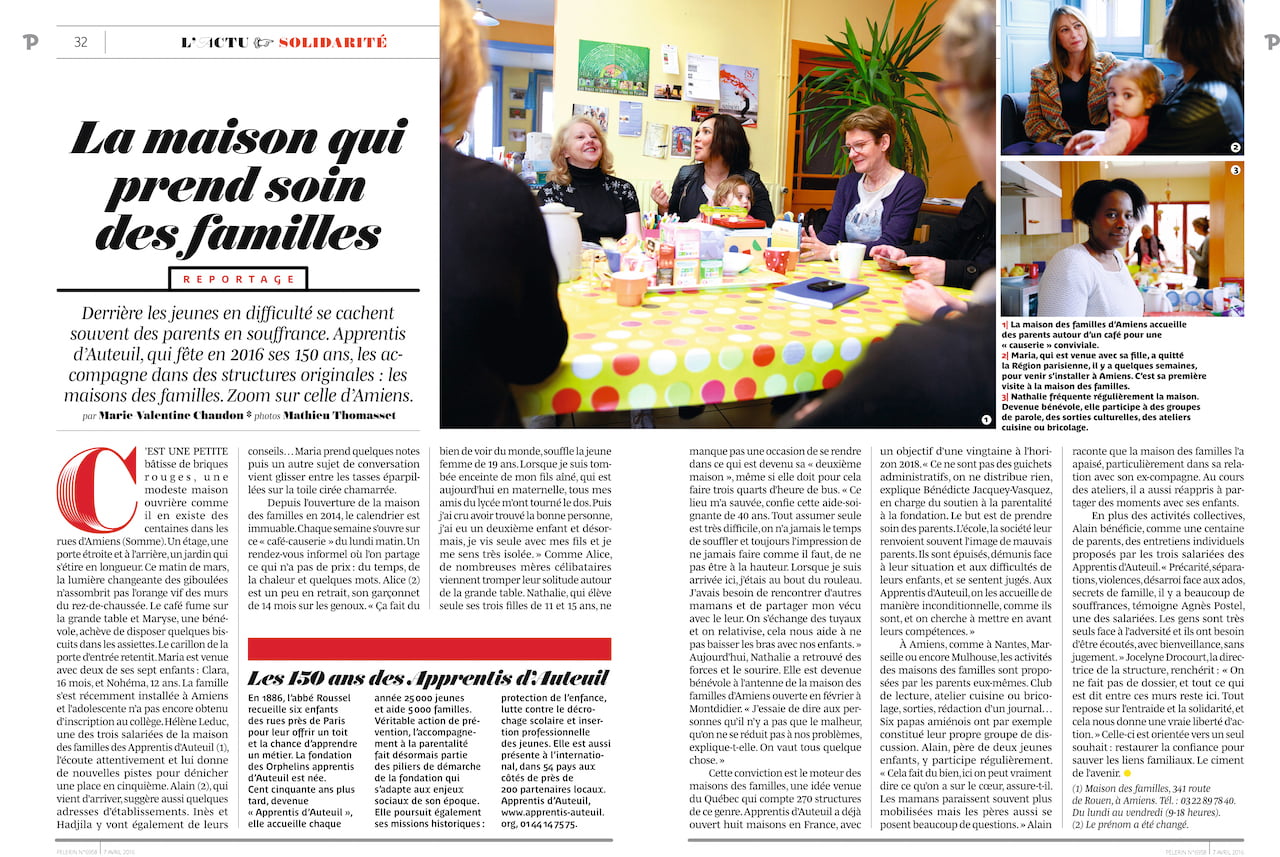 32
L'ACTU SOLIDARITÉ
La maison qui
prend soin
des familles
REPORTAGE
Derrière les jeunes en difficulté se cachent
souvent des parents en souffrance. Apprentis
d'Auteuil, qui fête en 2016 ses 150 ans, les ac-
compagne dans des structures originales : les
maisons des familles. Zoom sur celle d'Amiens.
par Marie-Valentine Chaudon * photos Mathieu Thomasset
1
2
3
1| La maison des familles d'Amiens accueille
des parents autour d'un café pour une
« causerie » conviviale.
2| Maria, qui est venue avec sa fille, a quitté
la Région parisienne, il y a quelques semaines,
pour venir s'installer à Amiens. C'est sa première
visite à la maison des familles.
3| Nathalie fréquente régulièrement la maison.
Devenue bénévole, elle participe à des groupes
de parole, des sorties culturelles, des ateliers
cuisine ou bricolage.
C'EST UNE PETITE
bâtisse de briques
rouges, une
modeste maison
ouvrière comme
il en existe des
centaines dans les
rues d'Amiens (Somme). Un étage, une
porte étroite et à l'arrière, un jardin qui
s'étire en longueur. Ce matin de mars,
la lumière changeante des giboulées
n'assombrit pas l'orange vif des murs
du rez-de-chaussée. Le café fume sur
la grande table et Maryse, une béné-
vole, achève de disposer quelques bis-
cuits dans les assiettes. Le carillon de la
porte d'entrée retentit. Maria est venue
avec deux de ses sept enfants : Clara,
16 mois, et Nohéma, 12 ans. La famille
s'est récemment installée à Amiens
et l'adolescente n'a pas encore obtenu
d'inscription au collège. Hélène Leduc,
une des trois salariées de la maison
des familles des Apprentis d'Auteuil (1),
l'écoute attentivement et lui donne
de nouvelles pistes pour dénicher
une place en cinquième. Alain (2), qui
vient d'arriver, suggère aussi quelques
adresses d'établissements. Inès et
Hadjila y vont également de leurs
conseils… Maria prend quelques notes
puis un autre sujet de conversation
vient glisser entre les tasses éparpil-
lées sur la toile cirée chamarrée.
Depuis l'ouverture de la maison
des familles en 2014, le calendrier est
immuable. Chaque semaine s'ouvre sur
ce « café-causerie » du lundi matin. Un
rendez-vous informel où l'on partage
ce qui n'a pas de prix : du temps, de
la chaleur et quelques mots. Alice (2)
est un peu en retrait, son garçonnet
de 14 mois sur les genoux. « Ça fait du
bien de voir du monde, souffle la jeune
femme de 19 ans. Lorsque je suis tom-
bée enceinte de mon fils aîné, qui est
aujourd'hui en maternelle, tous mes
amis du lycée m'ont tourné le dos. Puis
j'ai cru avoir trouvé la bonne personne,
j'ai eu un deuxième enfant et désor-
mais, je vis seule avec mes fils et je
me sens très isolée. » Comme Alice,
de nombreuses mères célibataires
viennent tromper leur solitude autour
de la grande table. Nathalie, qui élève
seule ses trois filles de 11 et 15 ans, ne
Les 150 ans des Apprentis d'Auteuil
En 1886, l'abbé Roussel
recueille six enfants
des rues près de Paris
pour leur offrir un toit
et la chance d'apprendre
un métier. La fondation
des Orphelins apprentis
d'Auteuil est née.
Cent cinquante ans plus
tard, devenue
« Apprentis d'Auteuil »,
elle accueille chaque
année 25 000 jeunes
et aide 5 000 familles.
Véritable action de pré-
vention, l'accompagne-
ment à la parentalité
fait désormais partie
des piliers de démarche
de la fondation qui
s'adapte aux enjeux
sociaux de son époque.
Elle poursuit également
ses missions historiques :
protection de l'enfance,
lutte contre le décro-
chage scolaire et inser-
tion professionnelle
des jeunes. Elle est aussi
présente à l'internatio-
nal, dans 54 pays aux
côtés de près de
200 partenaires locaux.
Apprentis d'Auteuil,
www.apprentis-auteuil.
org, 01 44 14 75 75.
manque pas une occasion de se rendre
dans ce qui est devenu sa « deuxième
maison », même si elle doit pour cela
faire trois quarts d'heure de bus. « Ce
lieu m'a sauvée, confie cette aide-soi-
gnante de 40 ans. Tout assumer seule
est très difficile, on n'a jamais le temps
de souffler et toujours l'impression de
ne jamais faire comme il faut, de ne
pas être à la hauteur. Lorsque je suis
arrivée ici, j'étais au bout du rouleau.
J'avais besoin de rencontrer d'autres
mamans et de partager mon vécu
avec le leur. On s'échange des tuyaux
et on relativise, cela nous aide à ne
pas baisser les bras avec nos enfants. »
Aujourd'hui, Nathalie a retrouvé des
forces et le sourire. Elle est devenue
bénévole à l'antenne de la maison des
familles d'Amiens ouverte en février à
Montdidier. « J'essaie de dire aux per-
sonnes qu'il n'y a pas que le malheur,
qu'on ne se réduit pas à nos problèmes,
explique-t-elle. On vaut tous quelque
chose. »
Cette conviction est le moteur des
maisons des familles, une idée venue
du Québec qui compte 270 structures
de ce genre. Apprentis d'Auteuil a déjà
ouvert huit maisons en France, avec
un objectif d'une vingtaine à l'hori-
zon 2018. « Ce ne sont pas des guichets
administratifs, on ne distribue rien,
explique Bénédicte Jacquey-Vasquez,
en charge du soutien à la parentalité
à la fondation. Le but est de prendre
soin des parents. L'école, la société leur
renvoient souvent l'image de mauvais
parents. Ils sont épuisés, démunis face
à leur situation et aux difficultés de
leurs enfants, et se sentent jugés. Aux
Apprentis d'Auteuil, on les accueille de
manière inconditionnelle, comme ils
sont, et on cherche à mettre en avant
leurs compétences. »
À Amiens, comme à Nantes, Mar-
seille ou encore Mulhouse, les activités
des maisons des familles sont propo-
sées par les parents eux-mêmes. Club
de lecture, atelier cuisine ou brico-
lage, sorties, rédaction d'un journal…
Six papas amiénois ont par exemple
constitué leur propre groupe de dis-
cussion. Alain, père de deux jeunes
enfants, y participe régulièrement.
« Cela fait du bien, ici on peut vraiment
dire ce qu'on a sur le cœur, assure-t-il.
Les mamans paraissent souvent plus
mobilisées mais les pères aussi se
posent beaucoup de questions. » Alain
raconte que la maison des familles l'a
apaisé, particulièrement dans sa rela-
tion avec son ex-compagne. Au cours
des ateliers, il a aussi réappris à par-
tager des moments avec ses enfants.
En plus des activités collectives,
Alain bénéficie, comme une centaine
de parents, des entretiens individuels
proposés par les trois salariées des
Apprentis d'Auteuil. « Précarité, sépara-
tions, violences, désarroi face aux ados,
secrets de famille, il y a beaucoup de
souffrances, témoigne Agnès Postel,
une des salariées. Les gens sont très
seuls face à l'adversité et ils ont besoin
d'être écoutés, avec bienveillance, sans
jugement. » Jocelyne Drocourt, la direc-
trice de la structure, renchérit : « On
ne fait pas de dossier, et tout ce qui
est dit entre ces murs reste ici. Tout
repose sur l'entraide et la solidarité, et
cela nous donne une vraie liberté d'ac-
tion. » Celle-ci est orientée vers un seul
souhait : restaurer la confiance pour
sauver les liens familiaux. Le ciment
de l'avenir.
(1) Maison des familles, 341 route
de Rouen, à Amiens. Tél. : 03 22 89 78 40.
Du lundi au vendredi (9-18 heures).
(2) Le prénom a été changé.
PÈLERIN N°6958 | 7 AVRIL 2016
PÈLERIN N°6958 | 7 AVRIL 2016